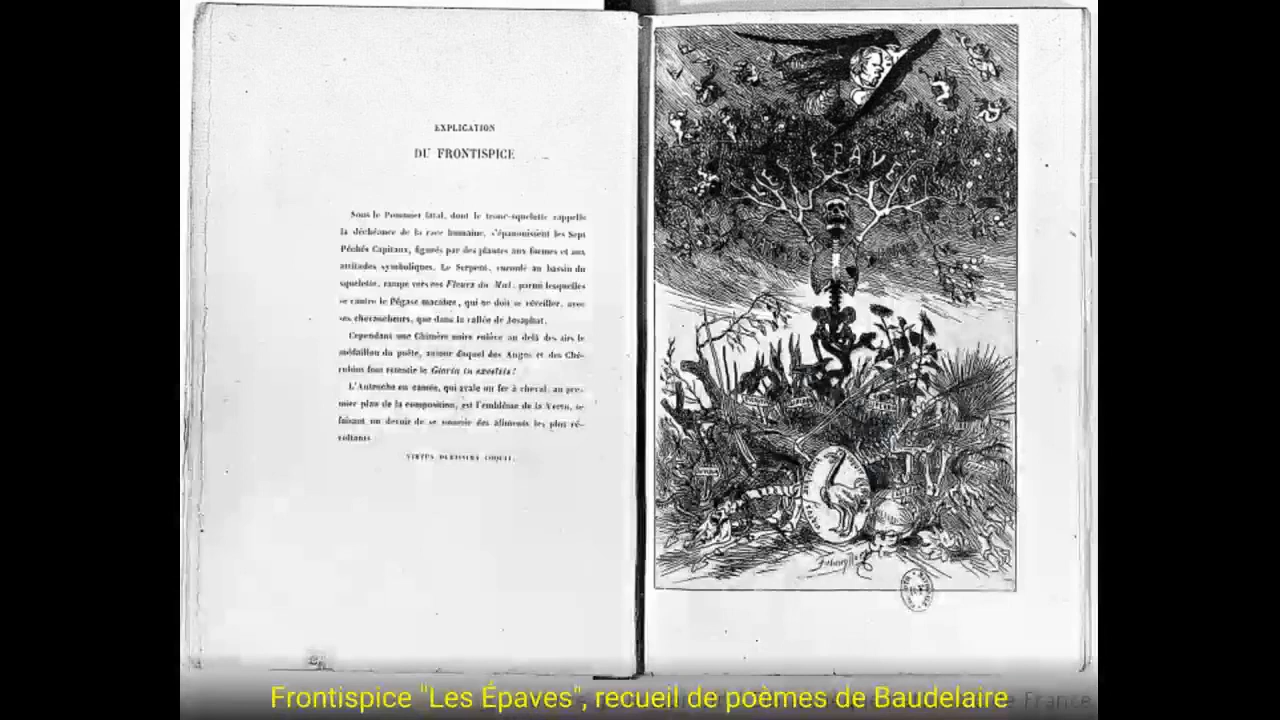 EXPLICATION
DU FRONTISPICE
Sous le Pommier fatal, dont le tronc-squelette rappelle
la déchéance de la race humaine, s'épanouissent les Sept
Péchés Capitaux, figurés par des plantes aux formes et aux
attitudes symboliques. Le Serpent, enroulé au bassin du
squelette, rampe vers ces Fleurs du Mal, parmi lesquelles
se vautre le Pégase macabre, qui ne doit se réveiller, avec
ses chevaucheurs, que dans la vallée de Josaphat.
Cependant une Chimère noire enlève au delà des airs le
médaillon du poëte, autour duquel des Anges et des Ché-
rubins font retentir le Gloria in excelsis!
L'Autruche en camée, qui avale un fer à cheval, au pre-
mier plan de la composition, est l'emblème de la Vertu, se
faisant un devoir de se nourrir des aliments les plus ré-
voltants
VIRTUS DURISSIMA COQUIT.
ÉPAVES
Frontispice "Les Épaves", recueil de poèmes de Baudelaire
France